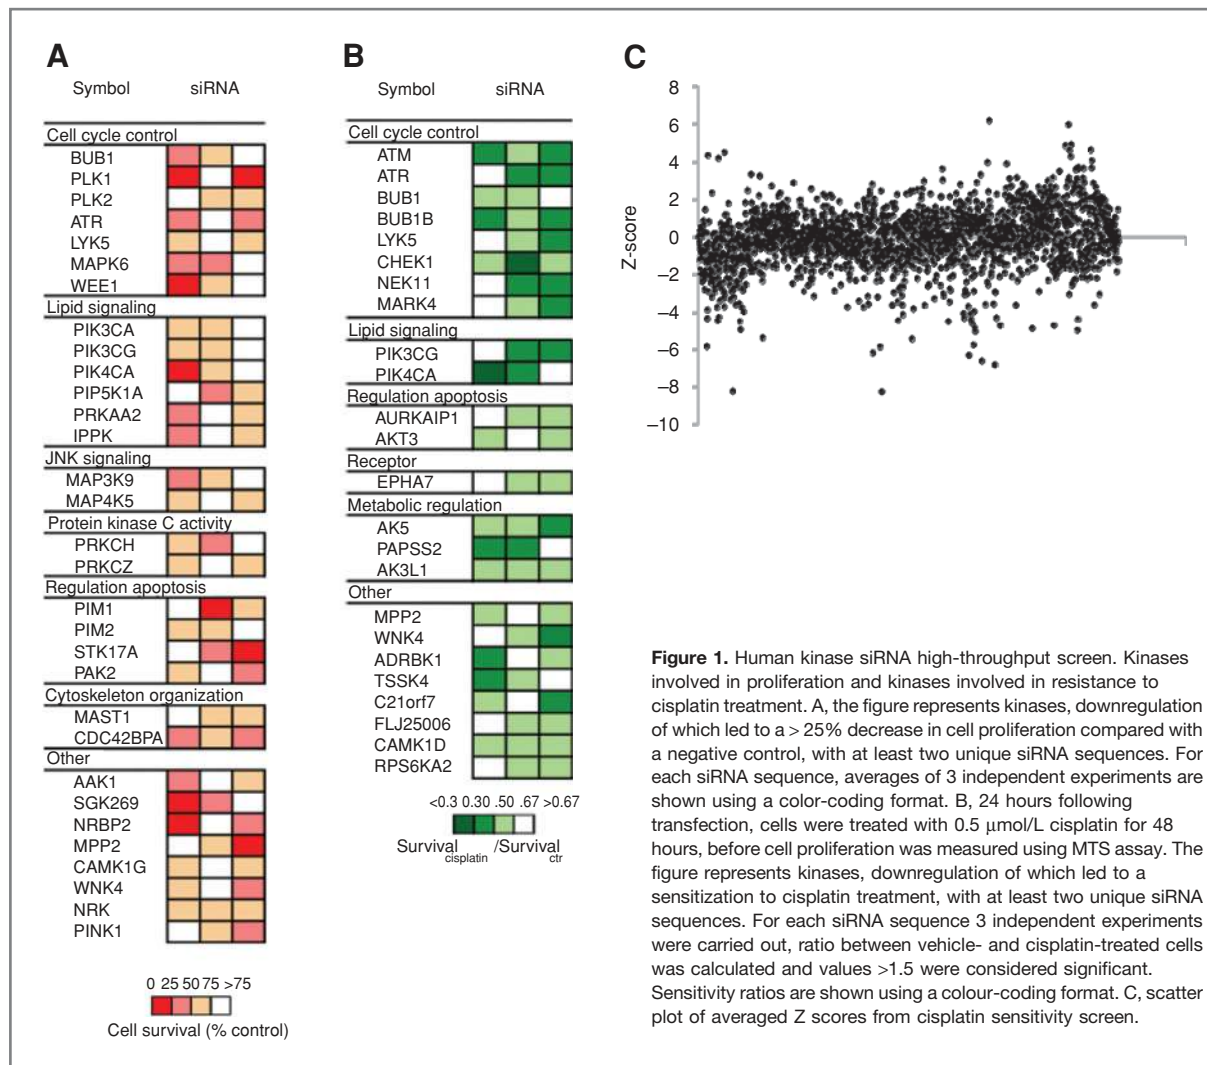 A
Symbol siRNA
Cell cycle control
BUB1
PLK1
PLK2
ATR
LYK5
MAPK6
WEE1
Lipid signaling
PIK3CA
PIK3CG
PIK4CA
PIP5K1A
PRKAA2
IPPK
JNK signaling
MAP3K9
MAP4K5
Protein kinase C activity
PRKCH
PRKCZ
Regulation apoptosis
PIM1
PIM2
STK17A
PAK2
Cytoskeleton organization
MAST1
CDC42BPA
Other
AAK1
SGK269
NRBP2
MPP2
CAMK1G
WNK4
NRK
PINK1
0 25 50 75 >75
Cell survival (% control)
B
Symbol siRNA
Cell cycle control
ATM
ATR
BUB1
BUB1B
LYK5
CHEK1
NEK11
MARK4
Lipid signaling
PIK3CG
PIK4CA
Regulation apoptosis
AURKAIP1
AKT3
Receptor
EPHA7
Metabolic regulation
AK5
PAPSS2
AK3L1
Other
MPP2
WNK4
ADRBK1
TSSK4
C21orf7
FLJ25006
CAMK1D
RPS6KA2
<0.3 0.30 .50 .67 >0.67
Survival cisplatin /Survival ctr
C
8
6
4
2
0
−2
−4
−6
−8
−10
Z-score
Figure 1. Human kinase siRNA high-throughput screen. Kinases
involved in proliferation and kinases involved in resistance to
cisplatin treatment. A, the figure represents kinases, downregulation
of which led to a > 25% decrease in cell proliferation compared with
a negative control, with at least two unique siRNA sequences. For
each siRNA sequence, averages of 3 independent experiments are
shown using a color-coding format. B, 24 hours following
transfection, cells were treated with 0.5 μmol/L cisplatin for 48
hours, before cell proliferation was measured using MTS assay. The
figure represents kinases, downregulation of which led to a
sensitization to cisplatin treatment, with at least two unique siRNA
sequences. For each siRNA sequence 3 independent experiments
were carried out, ratio between vehicle- and cisplatin-treated cells
was calculated and values >1.5 were considered significant.
Sensitivity ratios are shown using a colour-coding format. C, scatter
plot of averaged Z scores from cisplatin sensitivity screen.